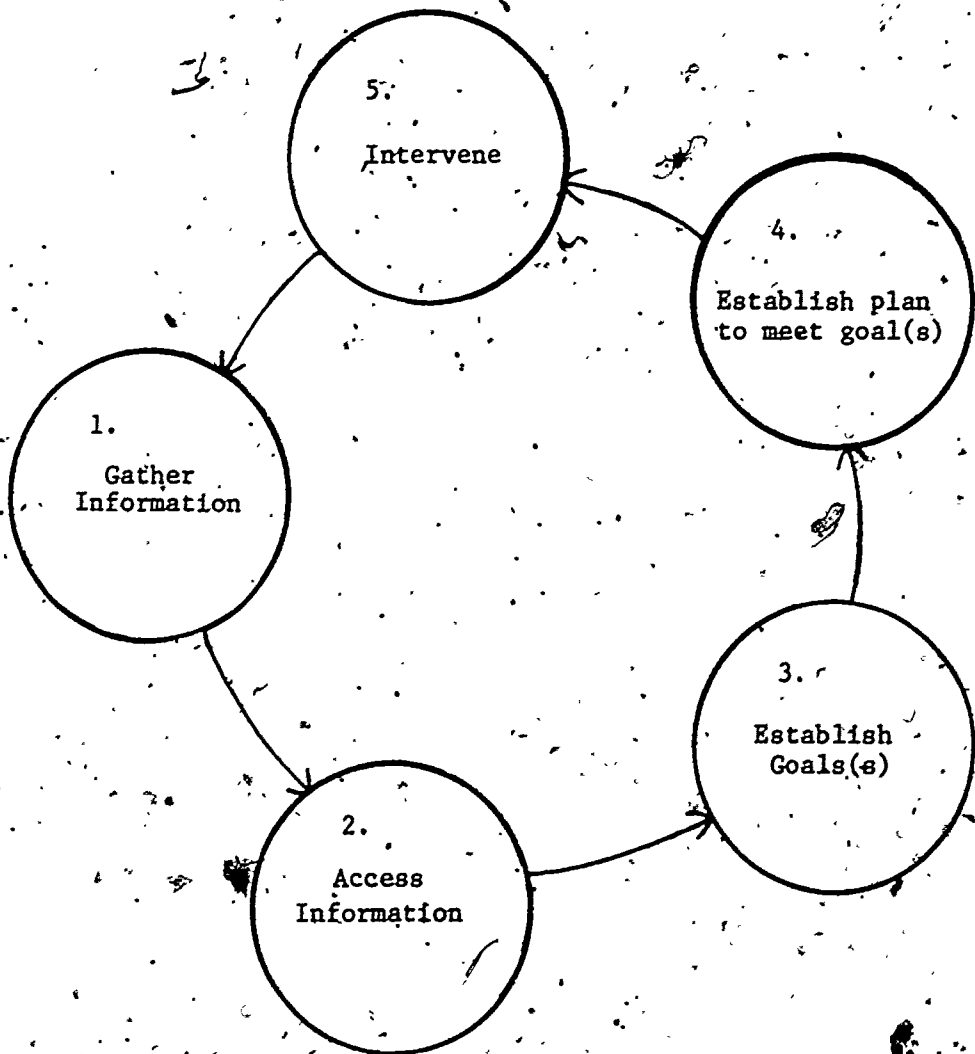 5.
Intervene
4.
Establish plan
to meet goal(s)
1.
Gather
Information
3.
Establish
Goals(s)
2.
Access
Information